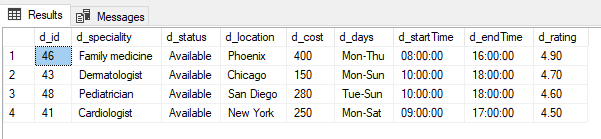 Results Messages
d_id d_speciality d_status d_location d_cost d_days d_startTime d_endTime d_rating
1 46 Family medicine Available Phoenix 400 Mon-Thu 08:00:00 16:00:00 4.90
2 43 Dermatologist Available Chicago 150 Mon-Sun 10:00:00 18:00:00 4.70
3 48 Pediatrician Available San Diego 280 Tue-Sun 10:00:00 18:00:00 4.60
4 41 Cardiologist Available New York 250 Mon-Sat 09:00:00 17:00:00 4.50